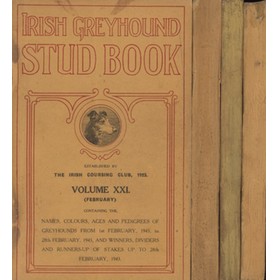 IRISH GREYHOUND
STUD BOOK
ESTABLISHED BY
THE IRISH COURSING CLUB, 1923.
VOLUME XXI.
(FEBRUARY)
CONTAINING THE
NAMES, COLOURS, AGES AND PEDIGREES OF
GREYHOUNDS FROM 1st FEBRUARY, 1943, to
28th FEBRUARY, 1943, AND WINNERS, DIVIDERS
AND RUNNERS-UP OF STAKES UP TO 28th
FEBRUARY, 1943.